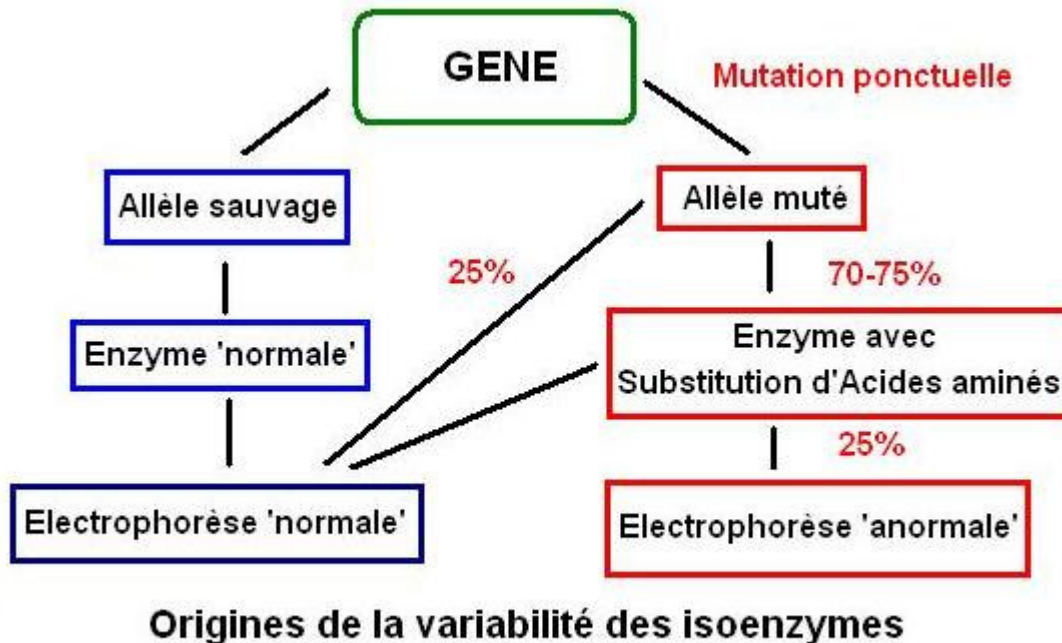 GENE
Mutation ponctuelle
Allèle sauvage
Allèle muté
25%
70-75%
Enzyme 'normale'
Enzyme avec
Substitution d'Acides aminés
25%
Electrophorèse 'normale'
Electrophorèse 'anormale'
Origines de la variabilité des isoenzymes